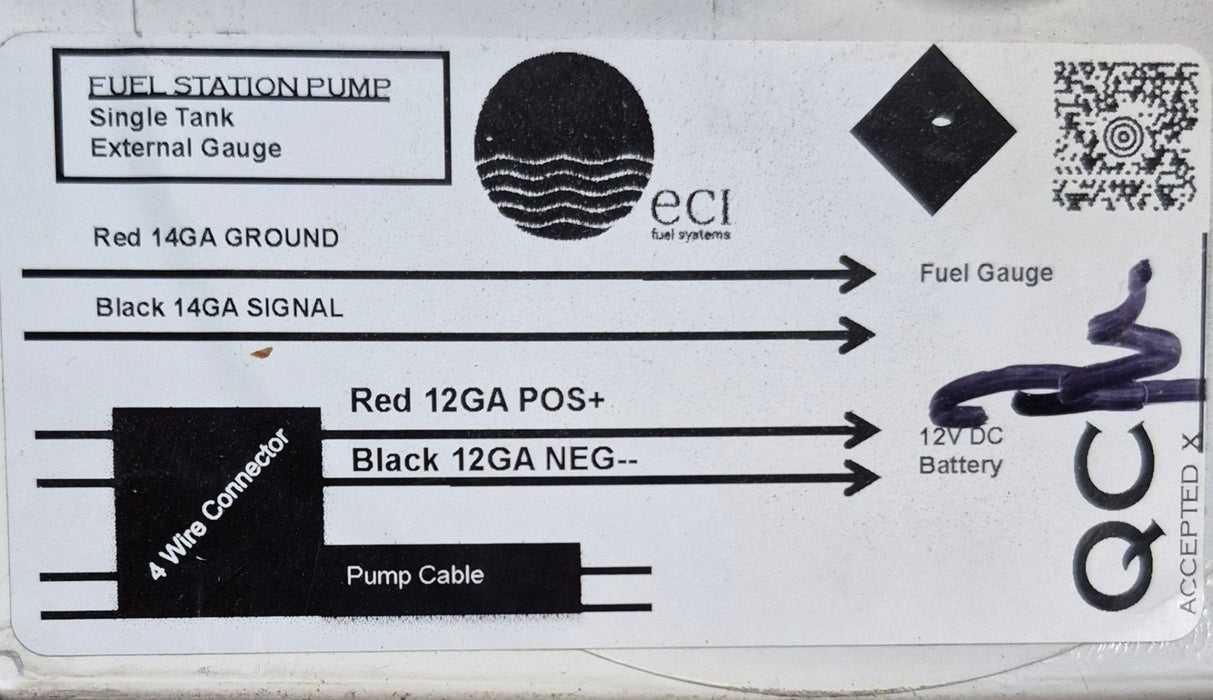 FUEL STATION PUMP
Single Tank
External Gauge
eci
fuel systems
Red 14GA GROUND
Fuel Gauge
Black 14GA SIGNAL
Red 12GA POS+
12V DC
Battery
Black 12GA NEG--
4 Wire Connector
Pump Cable
QC
ACCEPTED X